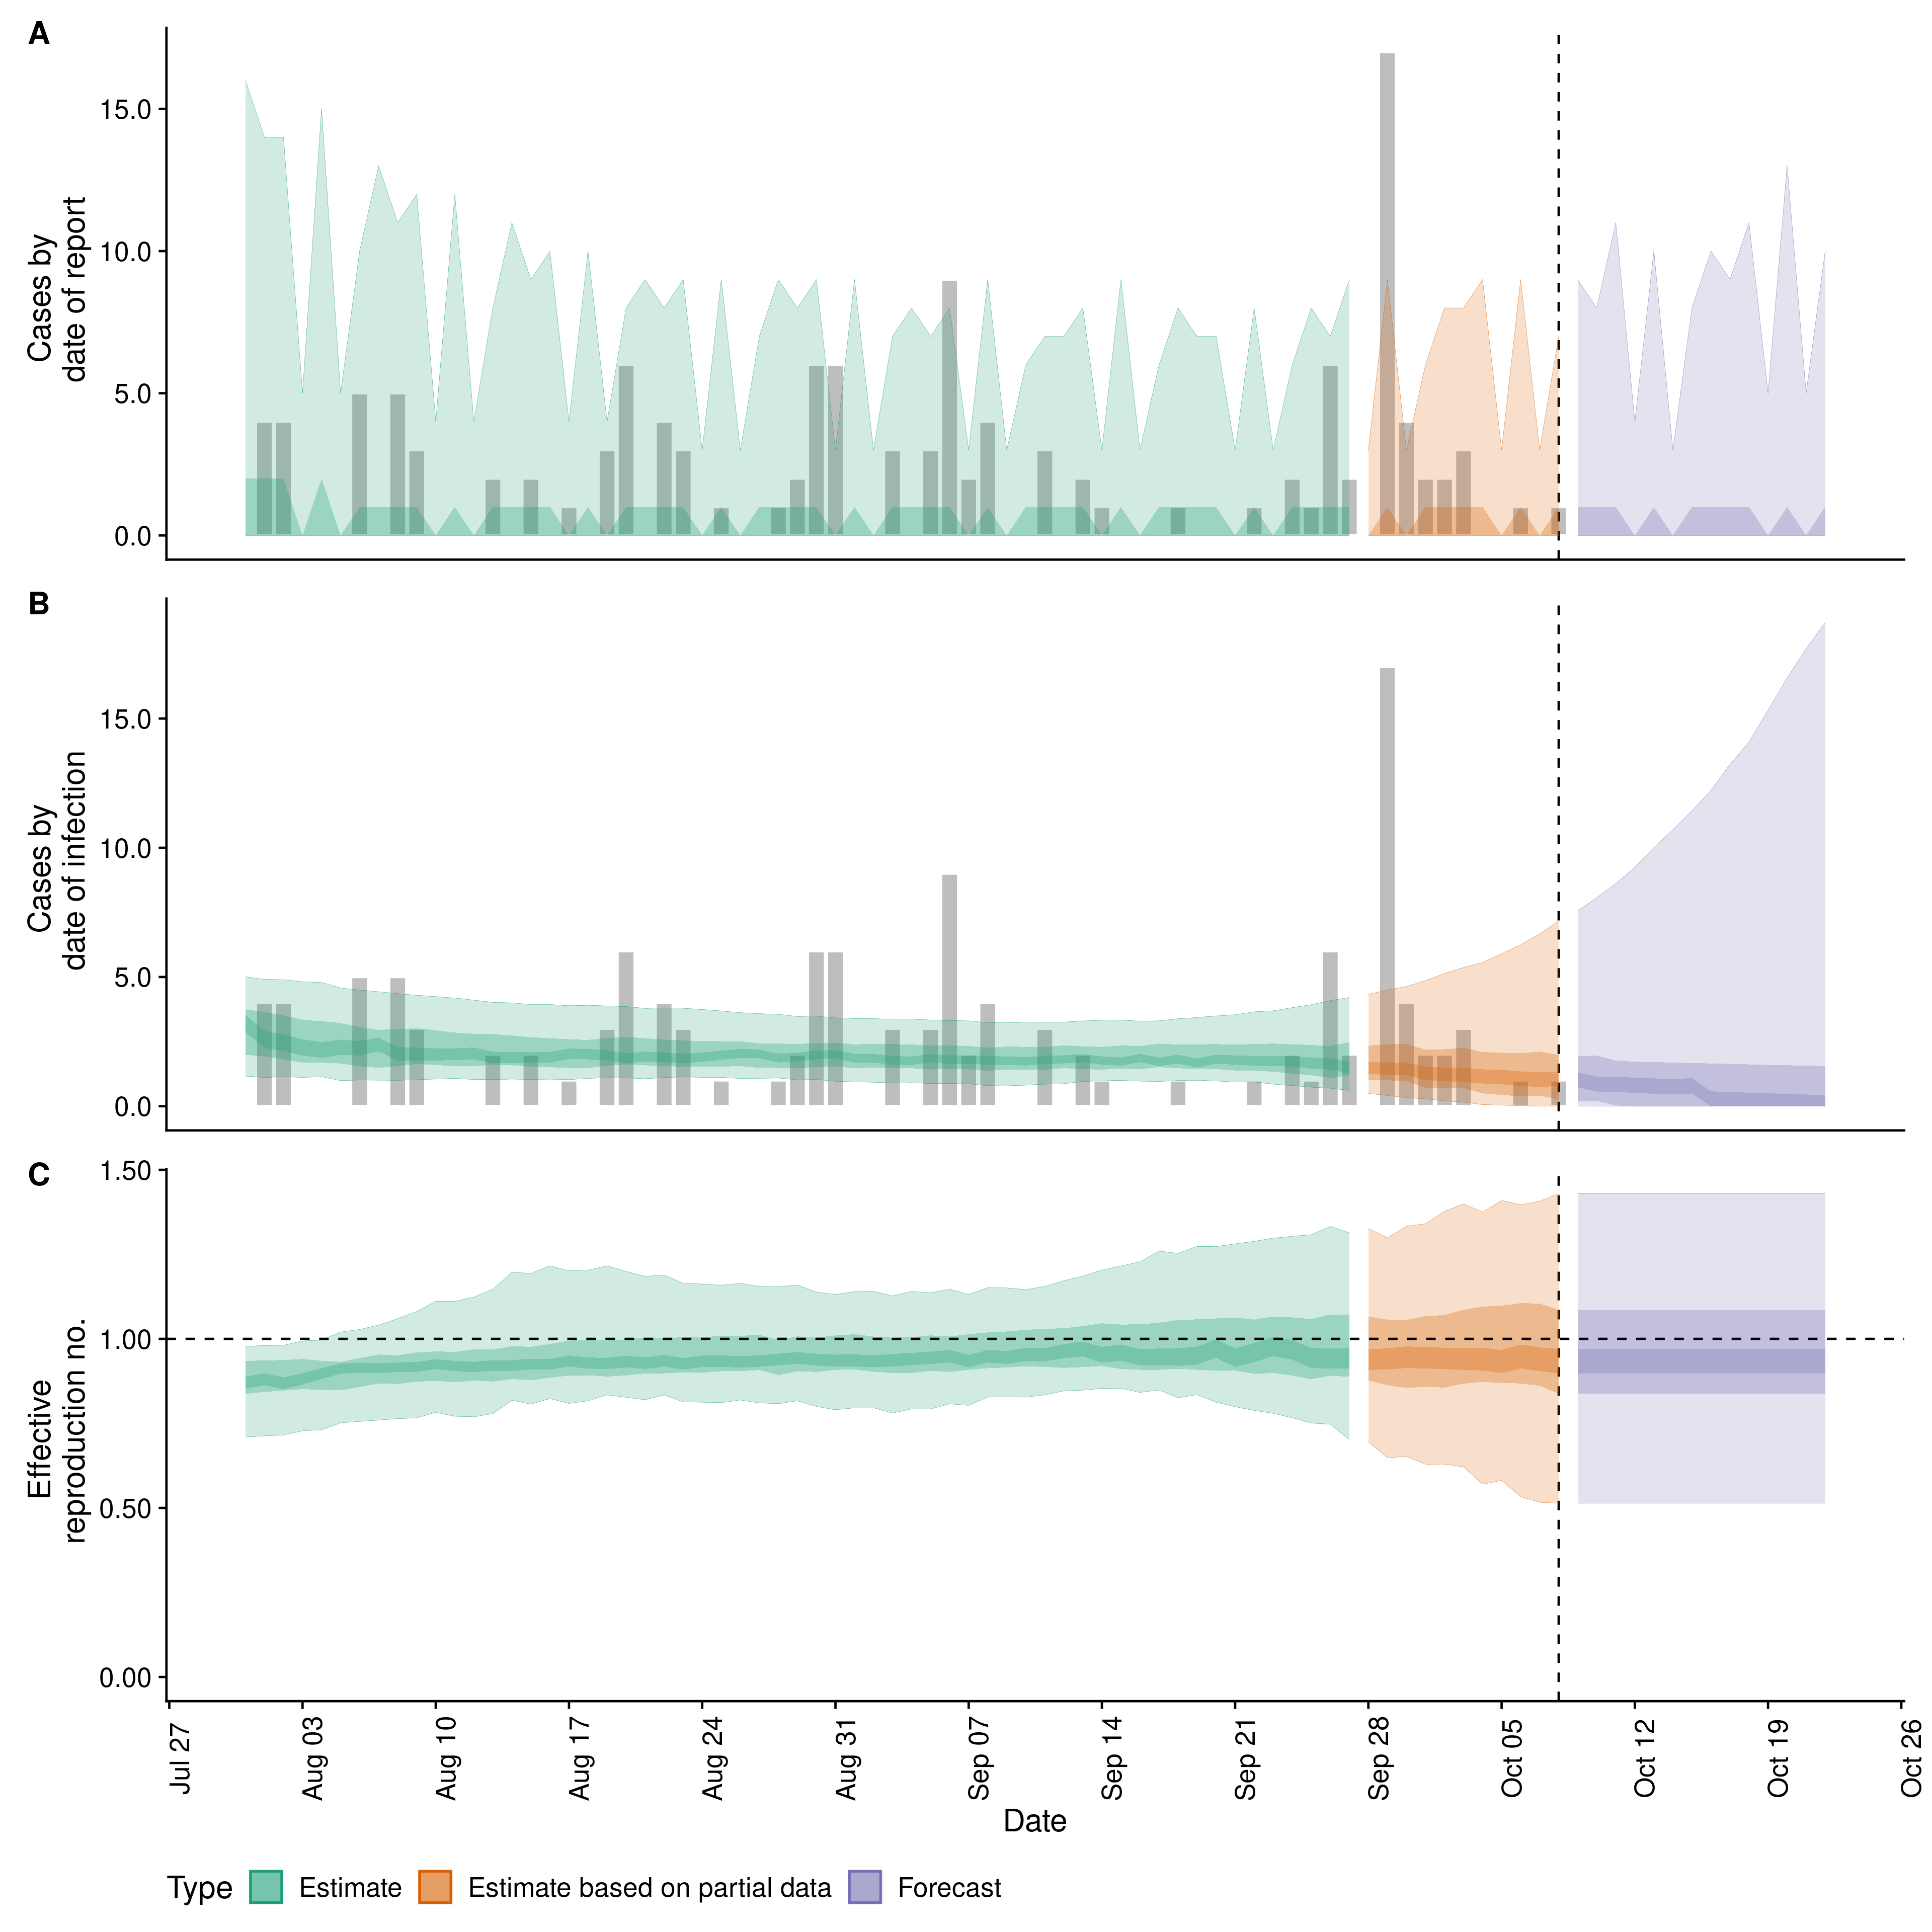 A
Cases by
date of report
15.0
10.0
5.0
0.0
B
Cases by
date of infection
15.0
10.0
5.0
0.0
C
Effective
reproduction no.
1.50
1.00
0.50
0.00
Jul 27
Aug 03
Aug 10
Aug 17
Aug 24
Aug 31
Sep 07
Sep 14
Sep 21
Sep 28
Oct 05
Oct 12
Oct 19
Oct 26
Date
Type Estimate Estimate based on partial data Forecast